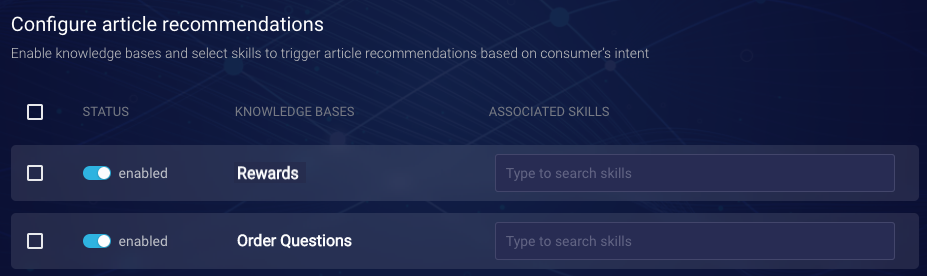 Configure article recommendations
Enable knowledge bases and select skills to trigger article recommendations based on consumer's intent
STATUS KNOWLEDGE BASES ASSOCIATED SKILLS
enabled Rewards Type to search skills
enabled Order Questions Type to search skills